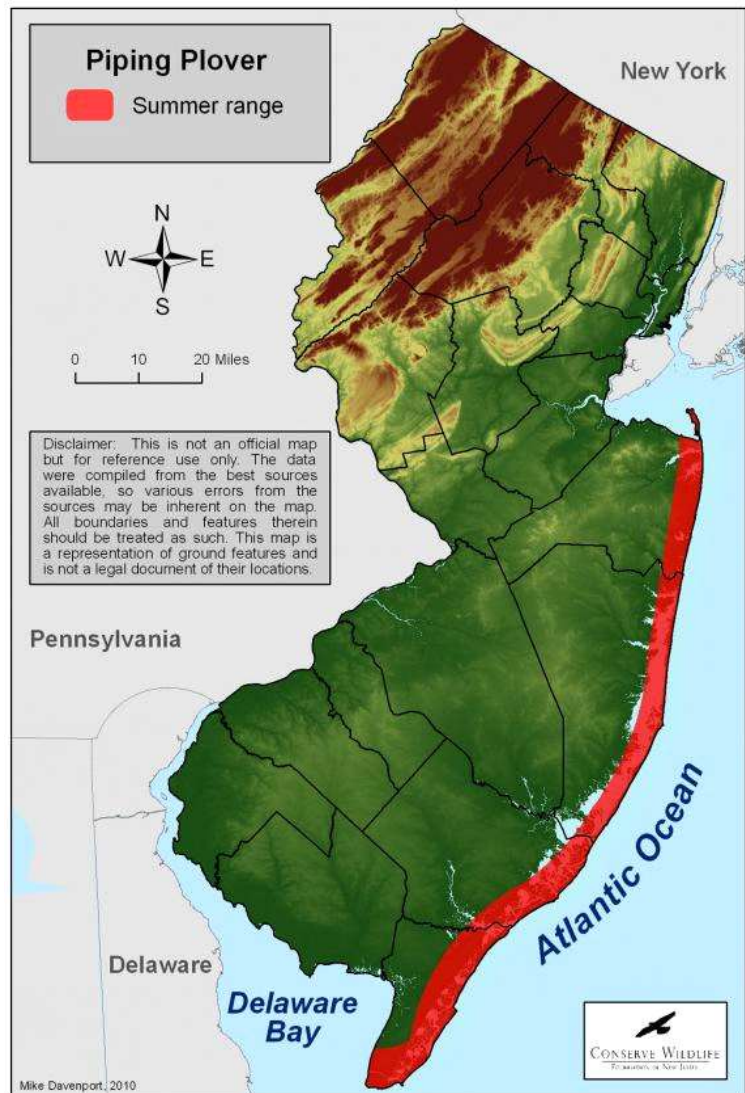 Piping Plover
Summer range
New York
N
W E
S
0 10 20 Miles
Disclaimer: This is not an official map
but for reference use only. The data
were compiled from the best sources
available, so various errors from the
sources may be inherent on the map.
All boundaries and features therein
should be treated as such. This map is
a representation of ground features and
is not a legal document of their locations.
Pennsylvania
Atlantic Ocean
Delaware
Delaware
Bay
CONSERVE WILDLIFE
FOUNDATION OF NEW JERSEY
Mike Davenport, 2010